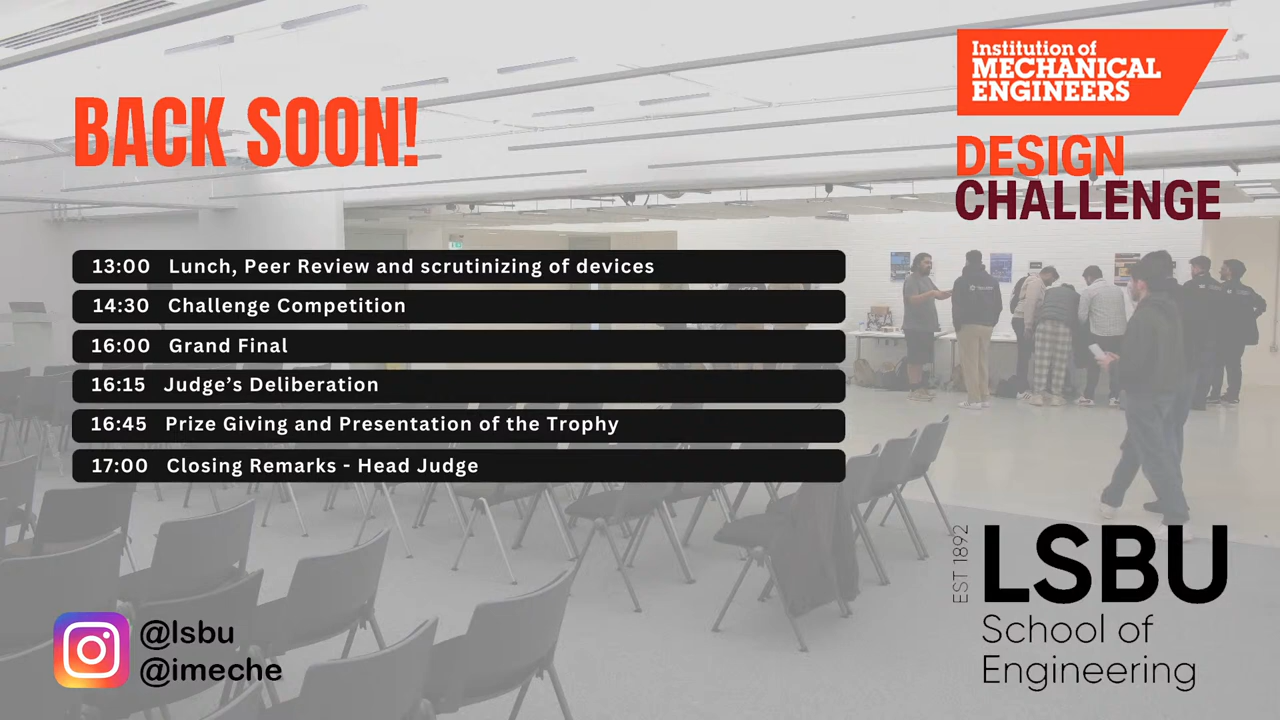 BACK SOON!
Institution of
MECHANICAL
ENGINEERS
DESIGN
CHALLENGE
13:00 Lunch, Peer Review and scrutinizing of devices
14:30 Challenge Competition
16:00 Grand Final
16:15 Judge’s Deliberation
16:45 Prize Giving and Presentation of the Trophy
17:00 Closing Remarks - Head Judge
EST 1892
LSBU
School of
Engineering
@lsbu
@imeche